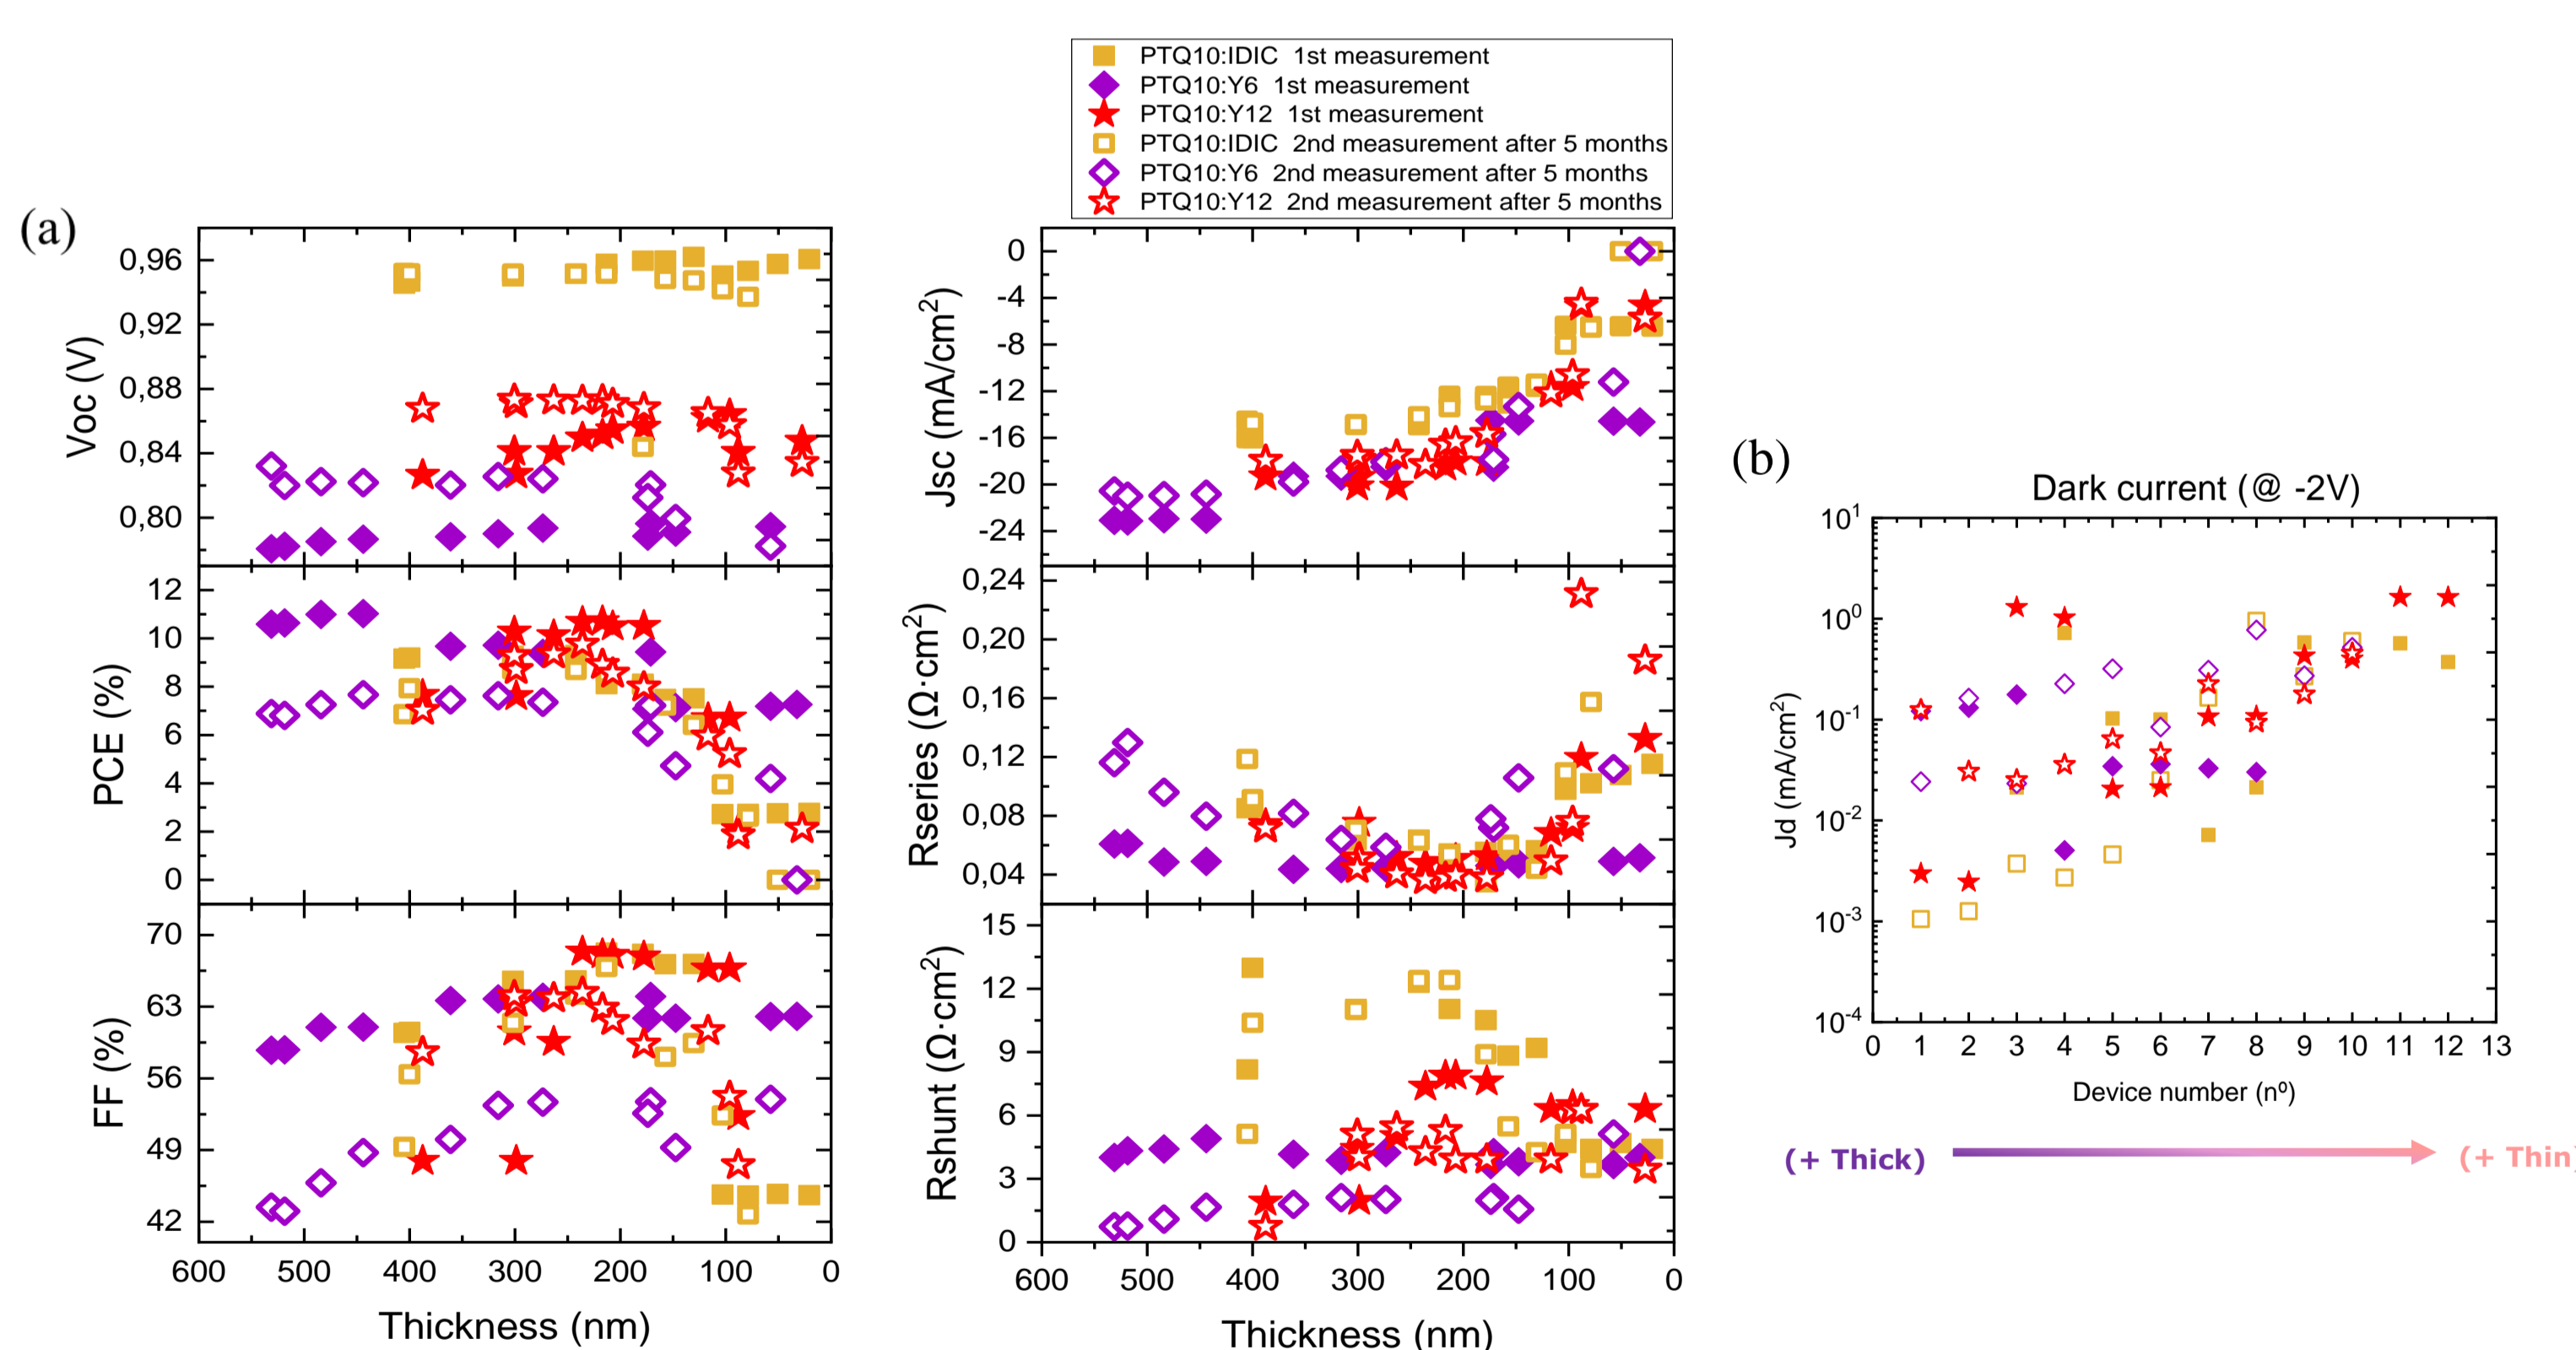 PTQ10:IDIC 1st measurement
PTQ10:Y6 1st measurement
PTQ10:Y12 1st measurement
PTQ10:IDIC 2nd measurement after 5 months
PTQ10:Y6 2nd measurement after 5 months
PTQ10:Y12 2nd measurement after 5 months
(a)
Voc (V)
0,96
0,92
0,88
0,84
0,80
PCE (%)
12
10
8
6
4
2
0
FF (%)
70
63
56
49
42
600 500 400 300 200 100 0
Thickness (nm)
Jsc (mA/cm²)
0
-4
-8
-12
-16
-20
-24
Rseries (Ω·cm²)
0,24
0,20
0,16
0,12
0,08
0,04
Rshunt (Ω·cm²)
15
12
9
6
3
0
600 500 400 300 200 100 0
Thickness (nm)
(b)
Dark current (@ -2V)
Jd (mA/cm²)
10¹
10⁰
10⁻¹
10⁻²
10⁻³
10⁻⁴
0 1 2 3 4 5 6 7 8 9 10 11 12 13
Device number (nº)
(+ Thick) (+ Thin)